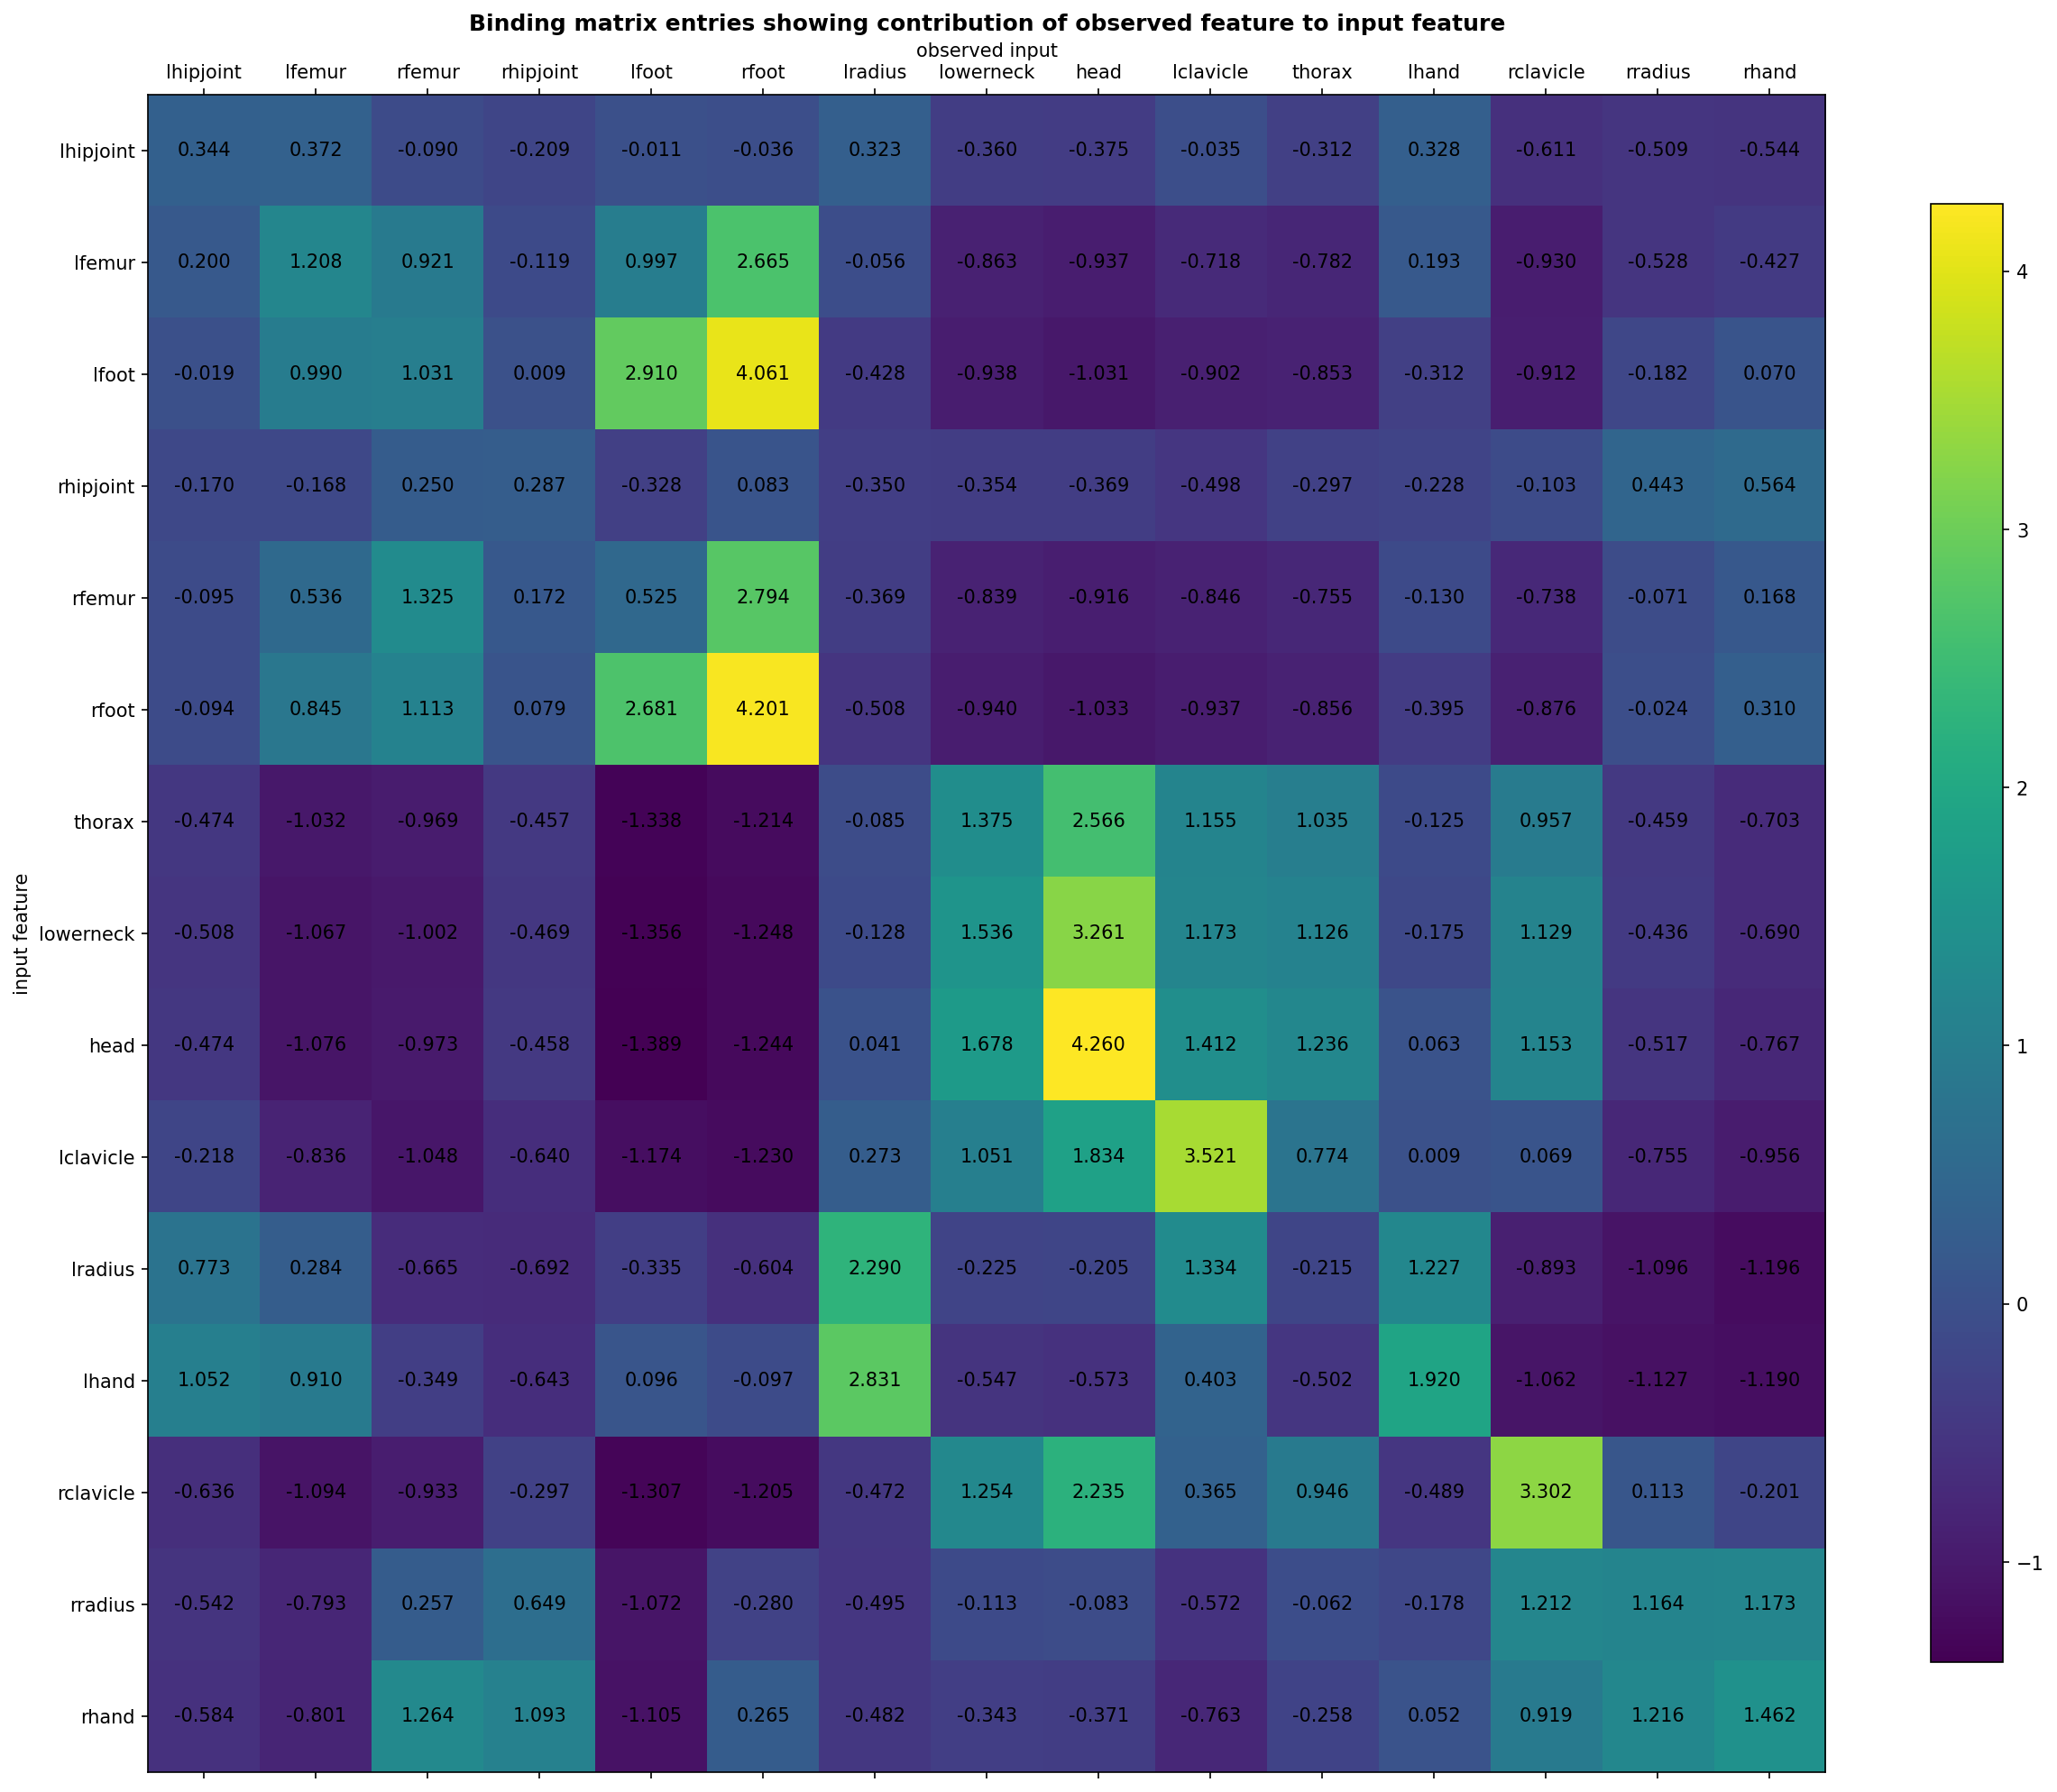 Binding matrix entries showing contribution of observed feature to input feature
observed input
lhipjoint lfemur rfemur rhipjoint lfoot rfoot lradius lowerneck head lclavicle thorax lhand rclavicle rradius rhand
lhipjoint 0.344 0.372 -0.090 -0.209 -0.011 -0.036 0.323 -0.360 -0.375 -0.035 -0.312 0.328 -0.611 -0.509 -0.544
lfemur 0.200 1.208 0.921 -0.119 0.997 2.665 -0.056 -0.863 -0.937 -0.718 -0.782 0.193 -0.930 -0.528 -0.427
lfoot -0.019 0.990 1.031 0.009 2.910 4.061 -0.428 -0.938 -1.031 -0.902 -0.853 -0.312 -0.912 -0.182 0.070
rhipjoint -0.170 -0.168 0.250 0.287 -0.328 0.083 -0.350 -0.354 -0.369 -0.498 -0.297 -0.228 -0.103 0.443 0.564
rfemur -0.095 0.536 1.325 0.172 0.525 2.794 -0.369 -0.839 -0.916 -0.846 -0.755 -0.130 -0.738 -0.071 0.168
rfoot -0.094 0.845 1.113 0.079 2.681 4.201 -0.508 -0.940 -1.033 -0.937 -0.856 -0.395 -0.876 -0.024 0.310
thorax -0.474 -1.032 -0.969 -0.457 -1.338 -1.214 -0.085 1.375 2.566 1.155 1.035 -0.125 0.957 -0.459 -0.703
lowerneck -0.508 -1.067 -1.002 -0.469 -1.356 -1.248 -0.128 1.536 3.261 1.173 1.126 -0.175 1.129 -0.436 -0.690
head -0.474 -1.076 -0.973 -0.458 -1.389 -1.244 0.041 1.678 4.260 1.412 1.236 0.063 1.153 -0.517 -0.767
lclavicle -0.218 -0.836 -1.048 -0.640 -1.174 -1.230 0.273 1.051 1.834 3.521 0.774 0.009 0.069 -0.755 -0.956
lradius 0.773 0.284 -0.665 -0.692 -0.335 -0.604 2.290 -0.225 -0.205 1.334 -0.215 1.227 -0.893 -1.096 -1.196
lhand 1.052 0.910 -0.349 -0.643 0.096 -0.097 2.831 -0.547 -0.573 0.403 -0.502 1.920 -1.062 -1.127 -1.190
rclavicle -0.636 -1.094 -0.933 -0.297 -1.307 -1.205 -0.472 1.254 2.235 0.365 0.946 -0.489 3.302 0.113 -0.201
rradius -0.542 -0.793 0.257 0.649 -1.072 -0.280 -0.495 -0.113 -0.083 -0.572 -0.062 -0.178 1.212 1.164 1.173
rhand -0.584 -0.801 1.264 1.093 -1.105 0.265 -0.482 -0.343 -0.371 -0.763 -0.258 0.052 0.919 1.216 1.462
input feature
4
3
2
1
0
−1